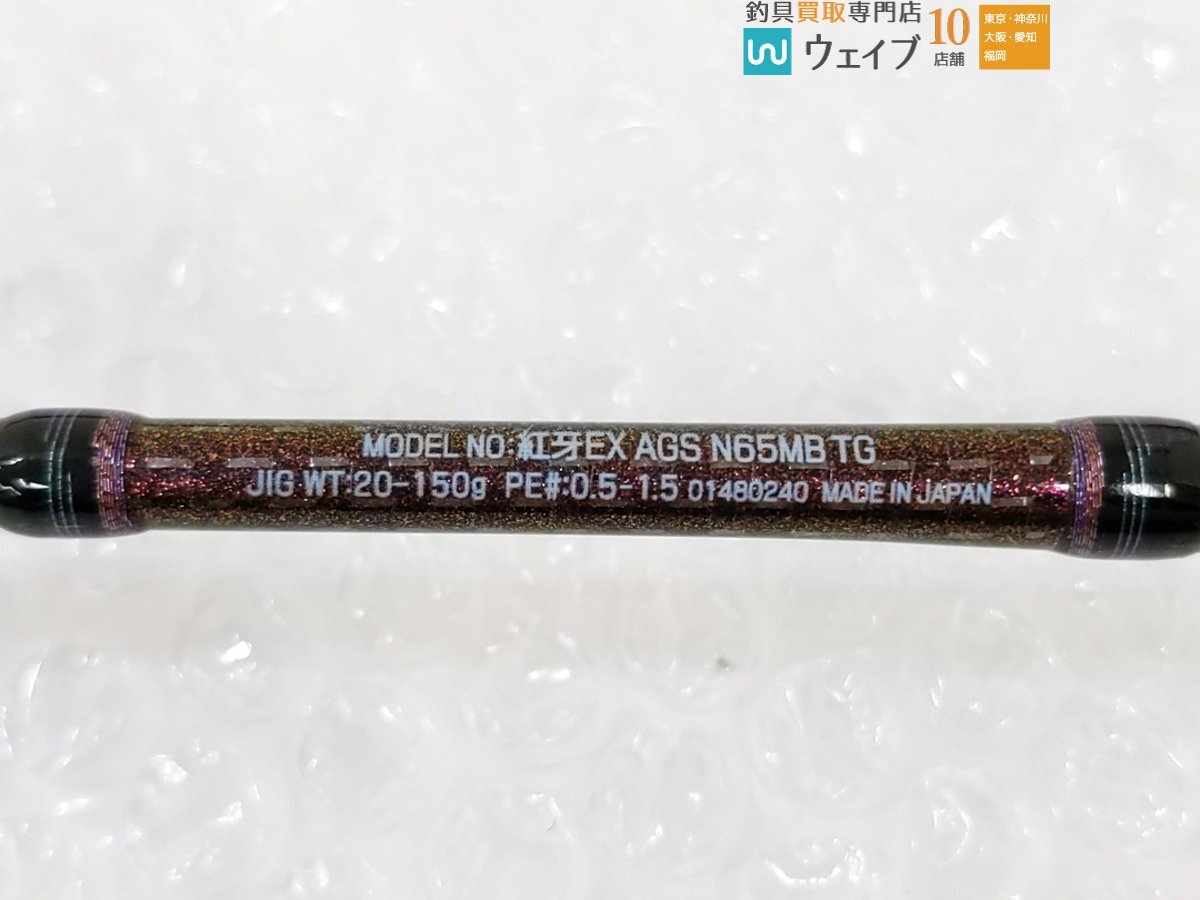 釣具買取専門店
ウェイブ
10
店舗
東京・神奈川
大阪・愛知
福岡
MODEL NO:紅牙EX AGS N65MB TG
JIG WT:20-150g PE#:0.5-1.5 01480240 MADE IN JAPAN